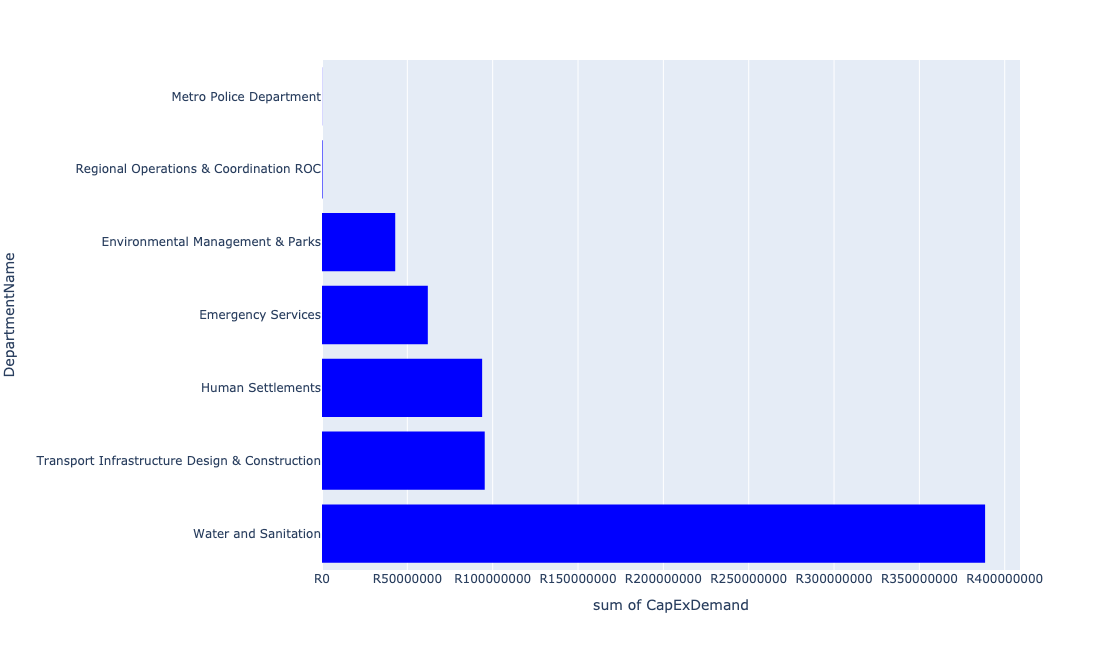 Metro Police Department
Regional Operations & Coordination ROC
Environmental Management & Parks
Emergency Services
Human Settlements
Transport Infrastructure Design & Construction
Water and Sanitation
DepartmentName
R0 R50000000 R100000000 R150000000 R200000000 R250000000 R300000000 R350000000 R400000000
sum of CapExDemand